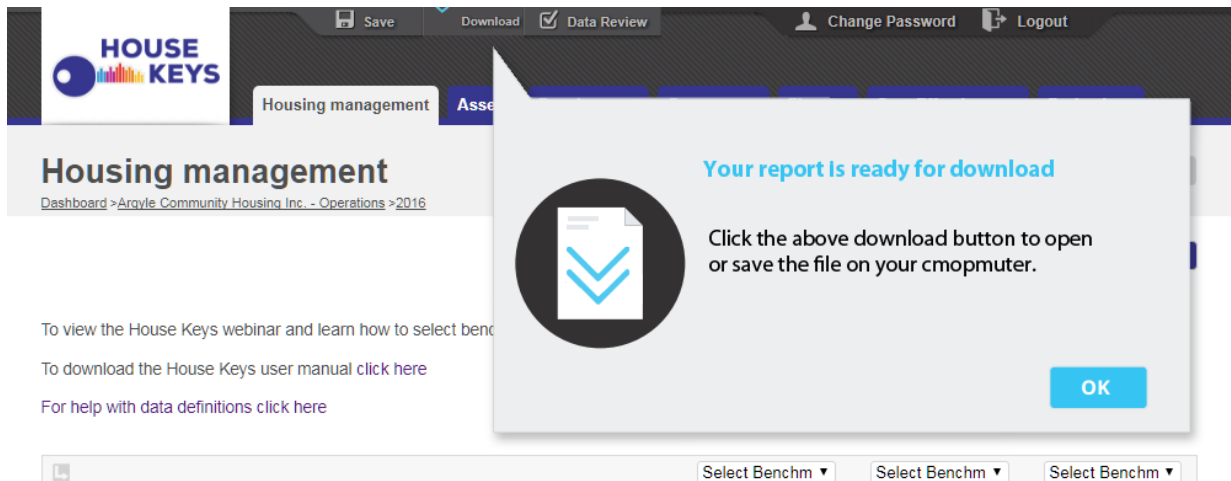 Save Download Data Review Change Password Logout
HOUSE
KEYS
Housing management Asse
Housing management
Dashboard >Argyle Community Housing Inc. - Operations >2016
Your report Is ready for download
Click the above download button to open
or save the file on your cmopmuter.
To view the House Keys webinar and learn how to select benc
To download the House Keys user manual click here
OK
For help with data definitions click here
Select Benchm Select Benchm Select Benchm